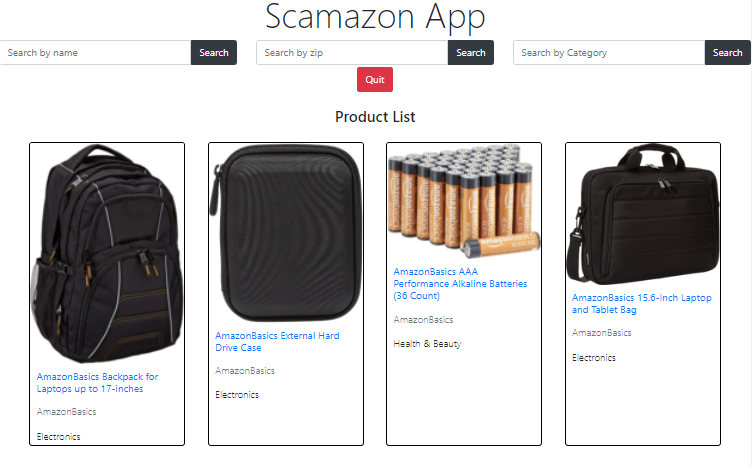 Scamazon App
Search by name Search Search by zip Search Search by Category Search
Quit
Product List
AmazonBasics Backpack for
Laptops up to 17-inches
AmazonBasics
Electronics
AmazonBasics External Hard
Drive Case
AmazonBasics
Electronics
AmazonBasics AAA
Performance Alkaline Batteries
(36 Count)
AmazonBasics
Health & Beauty
AmazonBasics 15.6-Inch Laptop
and Tablet Bag
AmazonBasics
Electronics